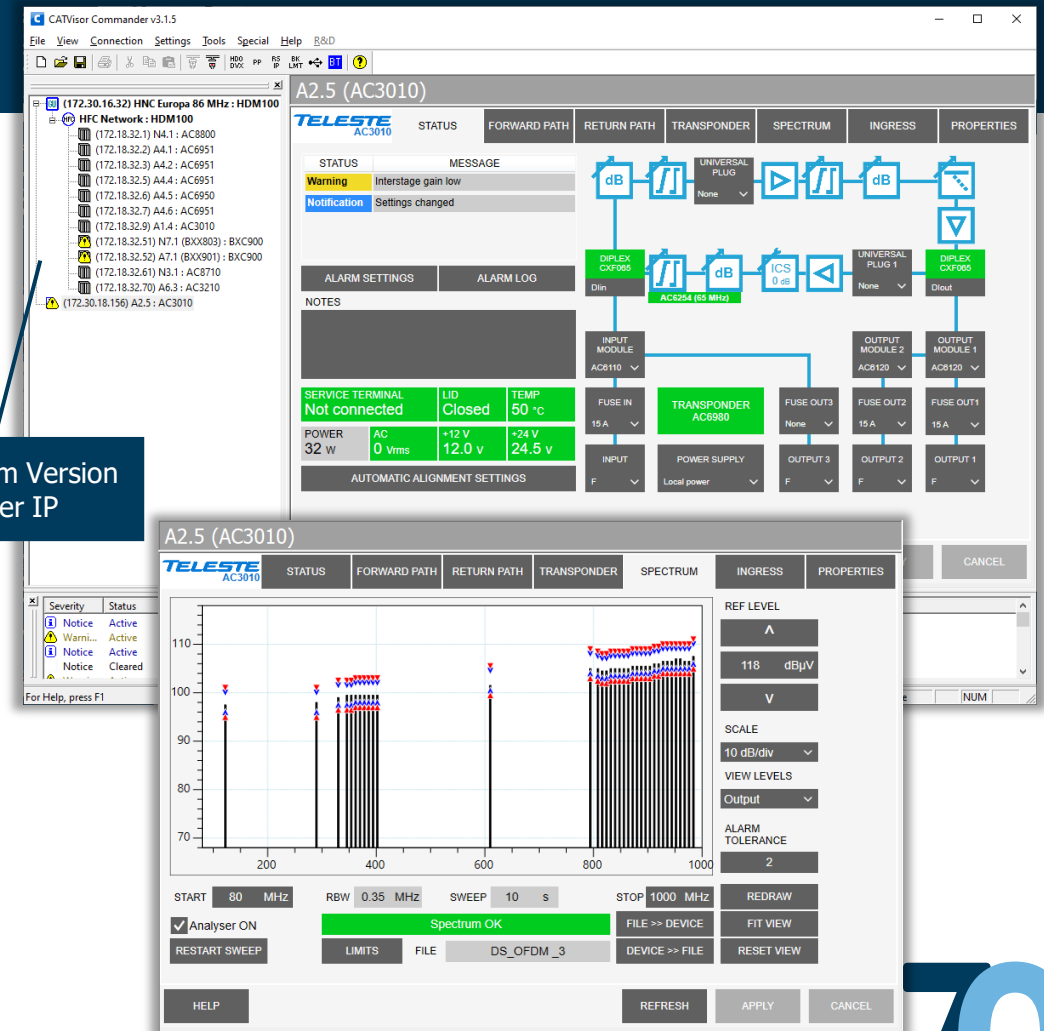 CATVisor Commander v3.1.5
File View Connection Settings Tools Special Help R&D
HDO DVX PP RS IP BK LMT BT ?
(172.30.16.32) HNC Europa 86 MHz : HDM100
HFC Network : HDM100
(172.18.32.1) N4.1 : AC8800
(172.18.32.2) A4.1 : AC6951
(172.18.32.3) A4.2 : AC6951
(172.18.32.5) A4.4 : AC6951
(172.18.32.6) A4.5 : AC6950
(172.18.32.7) A4.6 : AC6951
(172.18.32.9) A1.4 : AC3010
(172.18.32.51) N7.1 (BXX803) : BXC900
(172.18.32.52) A7.1 (BXX901) : BXC900
(172.18.32.61) N3.1 : AC8710
(172.18.32.70) A6.3 : AC3210
(172.30.18.156) A2.5 : AC3010
m Version
er IP
A2.5 (AC3010)
TELESTE
AC3010
STATUS FORWARD PATH RETURN PATH TRANSPONDER SPECTRUM INGRESS PROPERTIES
STATUS MESSAGE
Warning Interstage gain low
Notification Settings changed
ALARM SETTINGS ALARM LOG
NOTES
SERVICE TERMINAL LID TEMP
Not connected Closed 50 °C
POWER AC +12 V +24 V
32 W 0 Vrms 12.0 V 24.5 V
AUTOMATIC ALIGNMENT SETTINGS
dB
UNIVERSAL
PLUG
None
dB
DIPLEX
CXF065
DIin
AC6254 (65 MHz)
dB
ICS
0 dB
UNIVERSAL
PLUG 1
None
DIPLEX
CXF065
DIout
INPUT
MODULE
AC6110
OUTPUT
MODULE 2
AC6120
OUTPUT
MODULE 1
AC6120
FUSE IN
15 A
TRANSPONDER
AC6980
FUSE OUT3
None
FUSE OUT2
15 A
FUSE OUT1
15 A
INPUT
F
POWER SUPPLY
Local power
OUTPUT 3
F
OUTPUT 2
F
OUTPUT 1
F
CANCEL
Severity Status
Notice Active
Warni... Active
Notice Active
Notice Cleared
For Help, press F1
NUM
A2.5 (AC3010)
TELESTE
AC3010
STATUS FORWARD PATH RETURN PATH TRANSPONDER SPECTRUM INGRESS PROPERTIES
110
100
90
80
70
200 400 600 800 1000
REF LEVEL
118 dBµV
SCALE
10 dB/div
VIEW LEVELS
Output
ALARM
TOLERANCE
2
START 80 MHz RBW 0.35 MHz SWEEP 10 s STOP 1000 MHz REDRAW
Analyser ON Spectrum OK FILE >> DEVICE FIT VIEW
RESTART SWEEP LIMITS FILE DS_OFDM _3 DEVICE >> FILE RESET VIEW
HELP REFRESH APPLY CANCEL